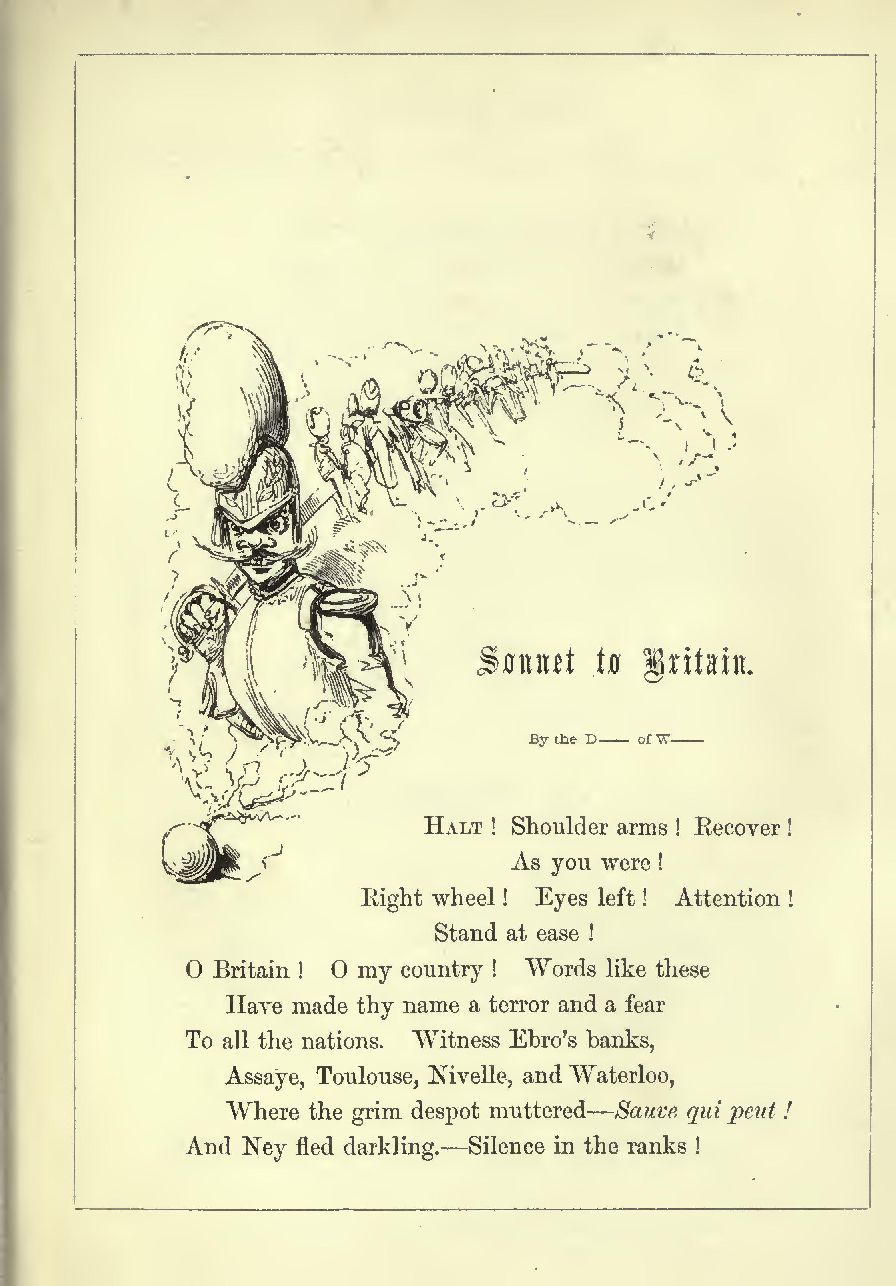 Sonnet to Britain.
By the D—— of W——
HALT ! Shoulder arms ! Recover !
As you were !
Right wheel ! Eyes left ! Attention !
Stand at ease !
O Britain ! O my country ! Words like these
Have made thy name a terror and a fear
To all the nations. Witness Ebro's banks,
Assaye, Toulouse, Nivelle, and Waterloo,
Where the grim despot muttered—Sauve qui peut !
And Ney fled darkling.—Silence in the ranks !